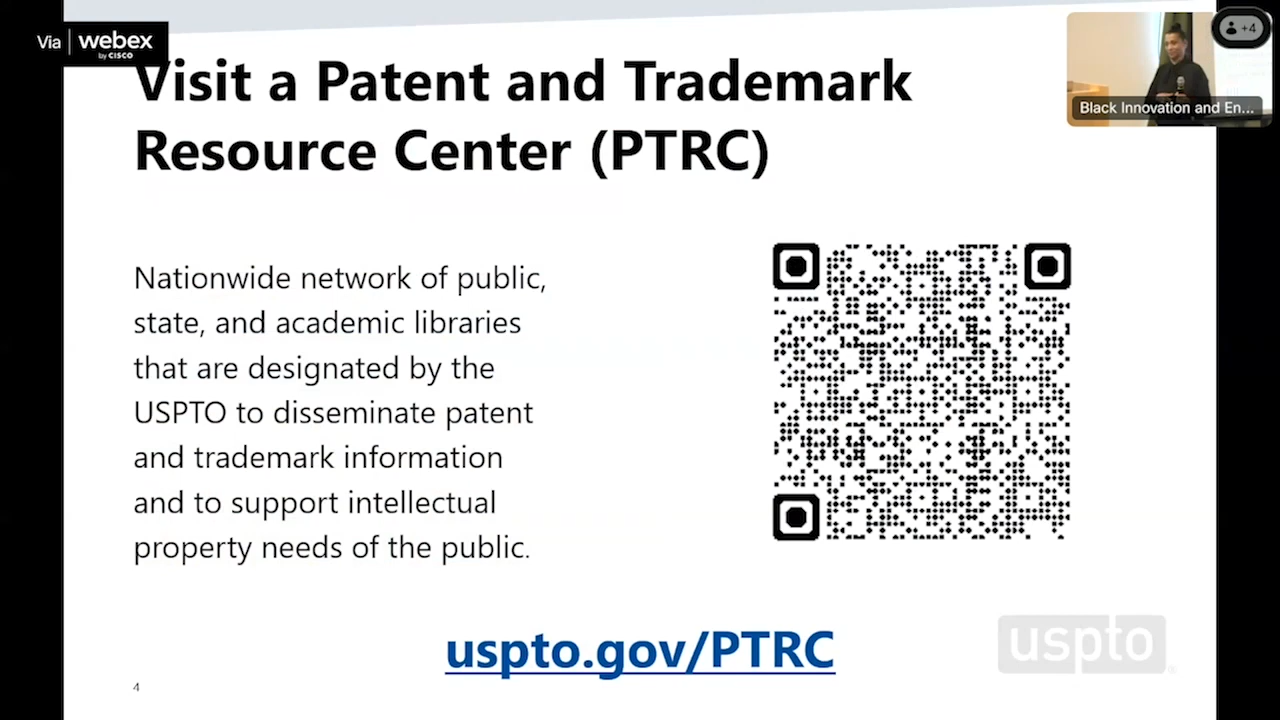 Via | webex
by CISCO
+4
Black Innovation and En...
Visit a Patent and Trademark
Resource Center (PTRC)
Nationwide network of public,
state, and academic libraries
that are designated by the
USPTO to disseminate patent
and trademark information
and to support intellectual
property needs of the public.
uspto.gov/PTRC
uspto®
4